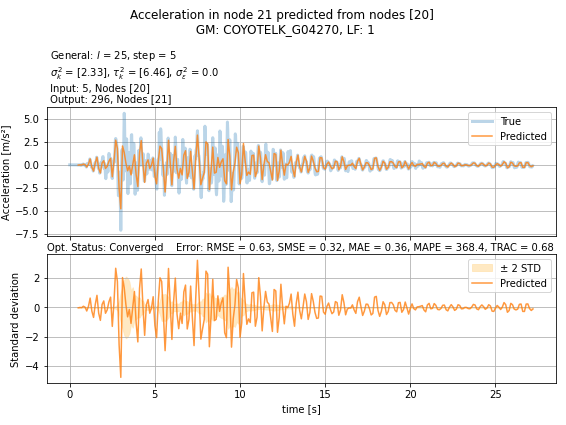 Acceleration in node 21 predicted from nodes [20]
GM: COYOTELK_G04270, LF: 1
General: l = 25, step = 5
σ²ₖ = [2.33], τ²ₖ = [6.46], σ²ε = 0.0
Input: 5, Nodes [20]
Output: 296, Nodes [21]
Acceleration [m/s²]
5.0
2.5
0.0
−2.5
−5.0
−7.5
True
Predicted
Opt. Status: Converged Error: RMSE = 0.63, SMSE = 0.32, MAE = 0.36, MAPE = 368.4, TRAC = 0.68
Standard deviation
2
0
−2
−4
± 2 STD
Predicted
0 5 10 15 20 25
time [s]